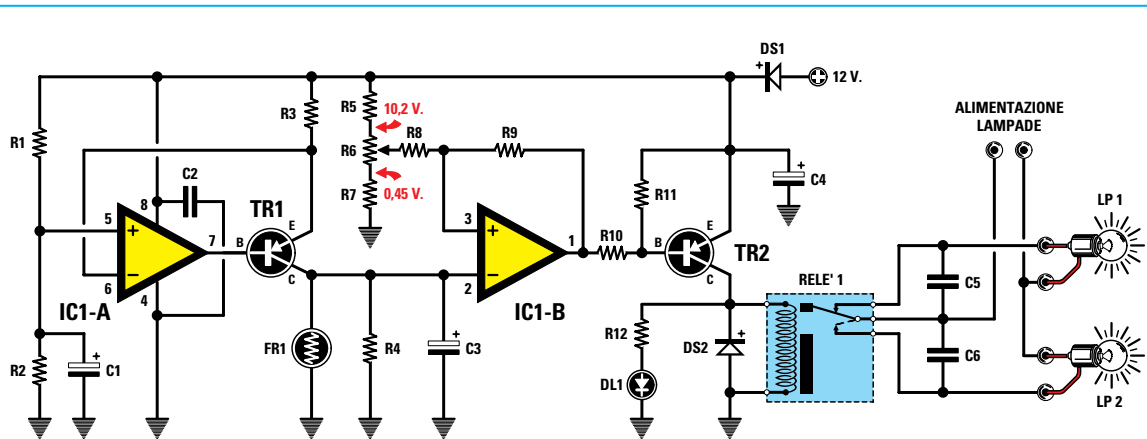 DS1
+
12 V.
ALIMENTAZIONE
LAMPADE
R1
R3
R5
10,2 V.
R6
R8
R9
0,45 V.
R7
C2
8
5
+
7
6
−
4
IC1-A
TR1
B
E
C
3
+
1
−
2
IC1-B
R10
R11
B
E
C
TR2
+
C4
RELE' 1
LP 1
C5
C6
LP 2
R2
+
C1
FR1
R4
+
C3
R12
DL1
DS2
+